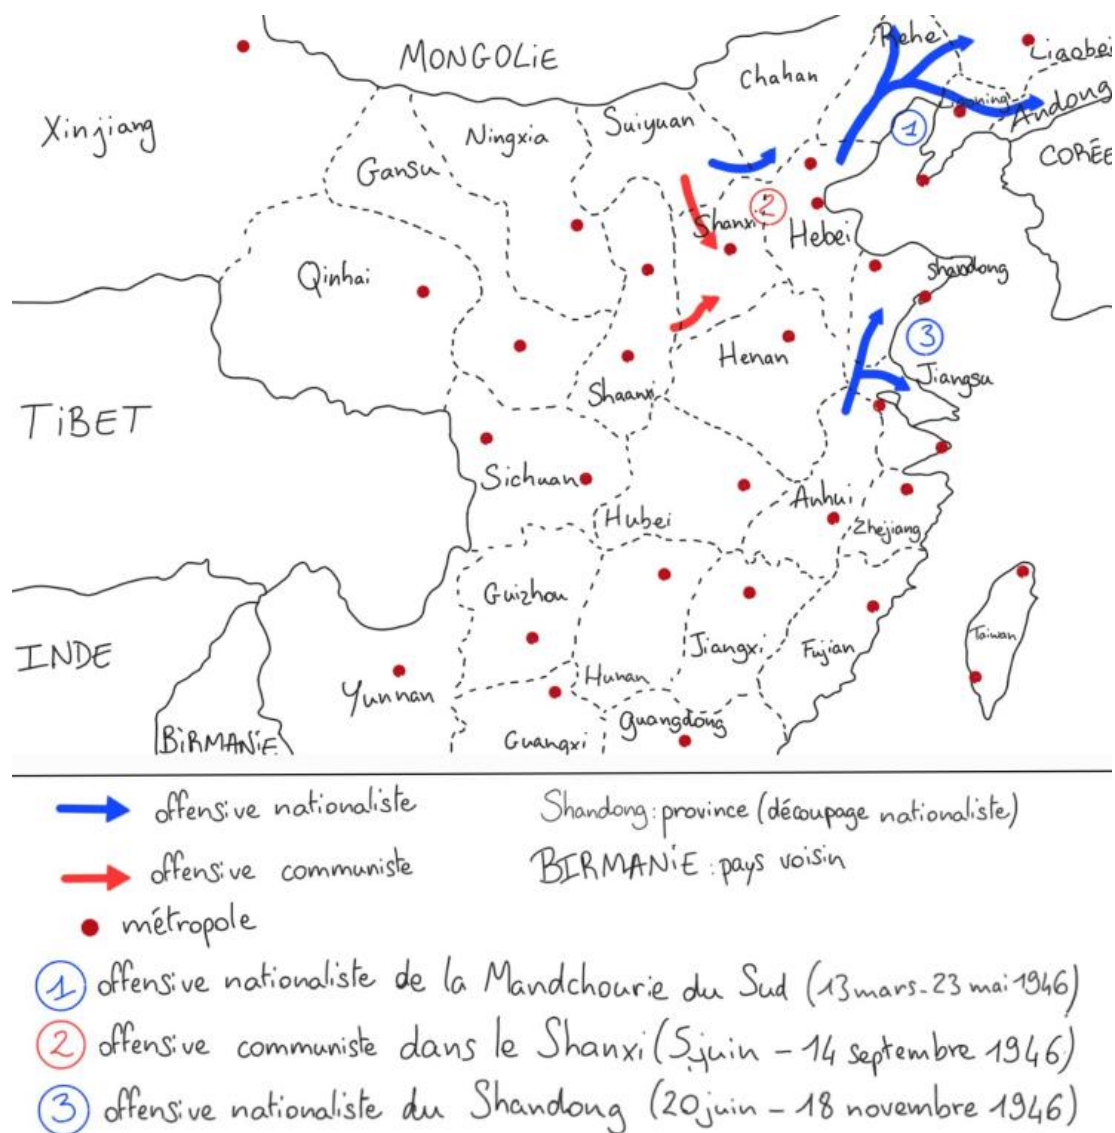 MONGOLIE
Rehe
Liaobei
Chahan
Xinjiang
Ningxia
Suiyuan
Liaoning
Andong
1
Gansu
CORÉE
2
Shanxi
Hebei
Qinhai
Shandong
3
Henan
Jiangsu
Shaanxi
TiBET
Sichuan
Anhui
Hubei
Zhejiang
Guizhou
Taiwan
INDE
Jiangxi
Fujian
Hunan
Yunnan
Guangdong
BiRMANiE
Guangxi
offensive nationaliste
Shandong : province (découpage nationaliste)
offensive communiste
BIRMANiE : pays voisin
métropole
1 offensive nationaliste de la Mandchourie du Sud (13 mars - 23 mai 1946)
2 offensive communiste dans le Shanxi (5 juin - 14 septembre 1946)
3 offensive nationaliste du Shandong (20 juin - 18 novembre 1946)